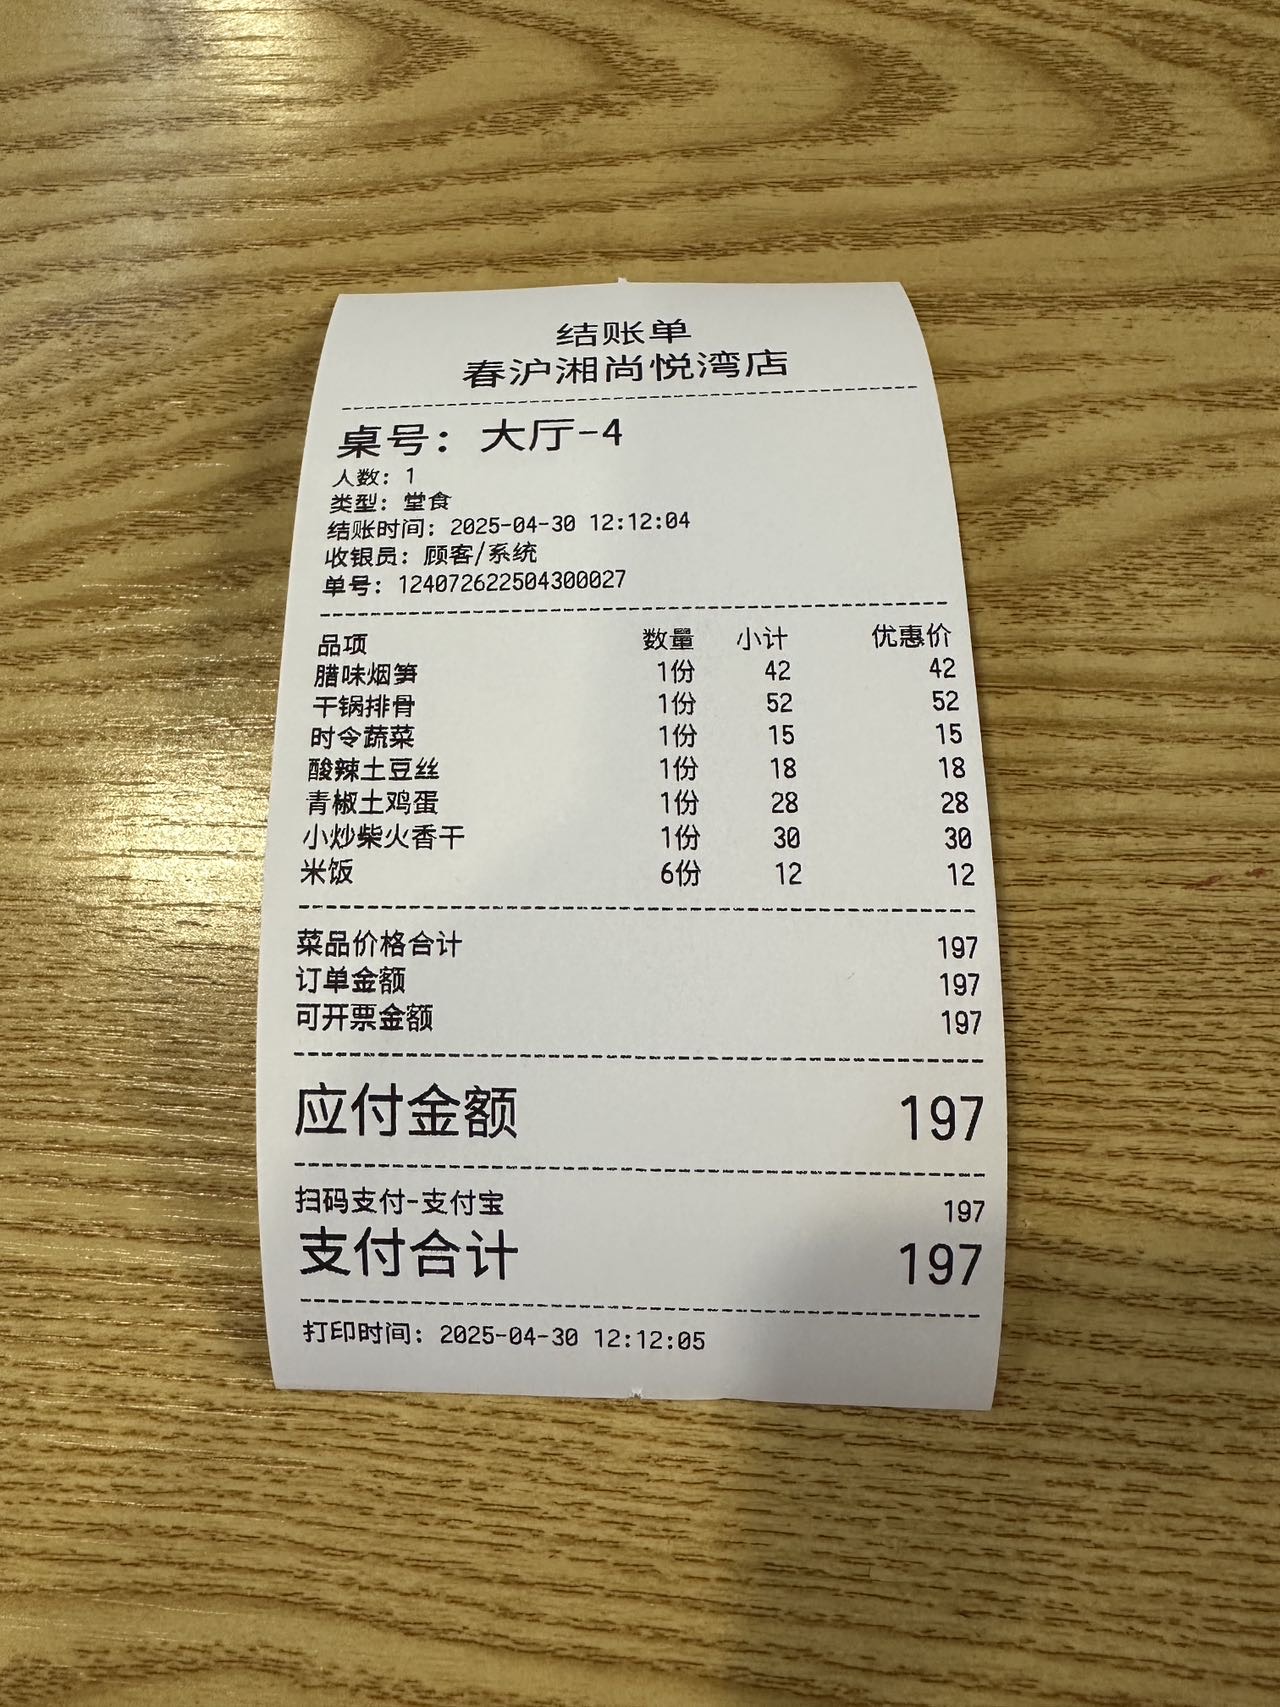 结账单
春沪湘尚悦湾店
桌号：大厅-4
人数：1
类型：堂食
结账时间：2025-04-30 12:12:04
收银员：顾客/系统
单号：124072622504300027
品项 数量 小计 优惠价
腊味烟笋 1份 42 42
干锅排骨 1份 52 52
时令蔬菜 1份 15 15
酸辣土豆丝 1份 18 18
青椒土鸡蛋 1份 28 28
小炒柴火香干 1份 30 30
米饭 6份 12 12
菜品价格合计 197
订单金额 197
可开票金额 197
应付金额 197
扫码支付-支付宝 197
支付合计 197
打印时间：2025-04-30 12:12:05